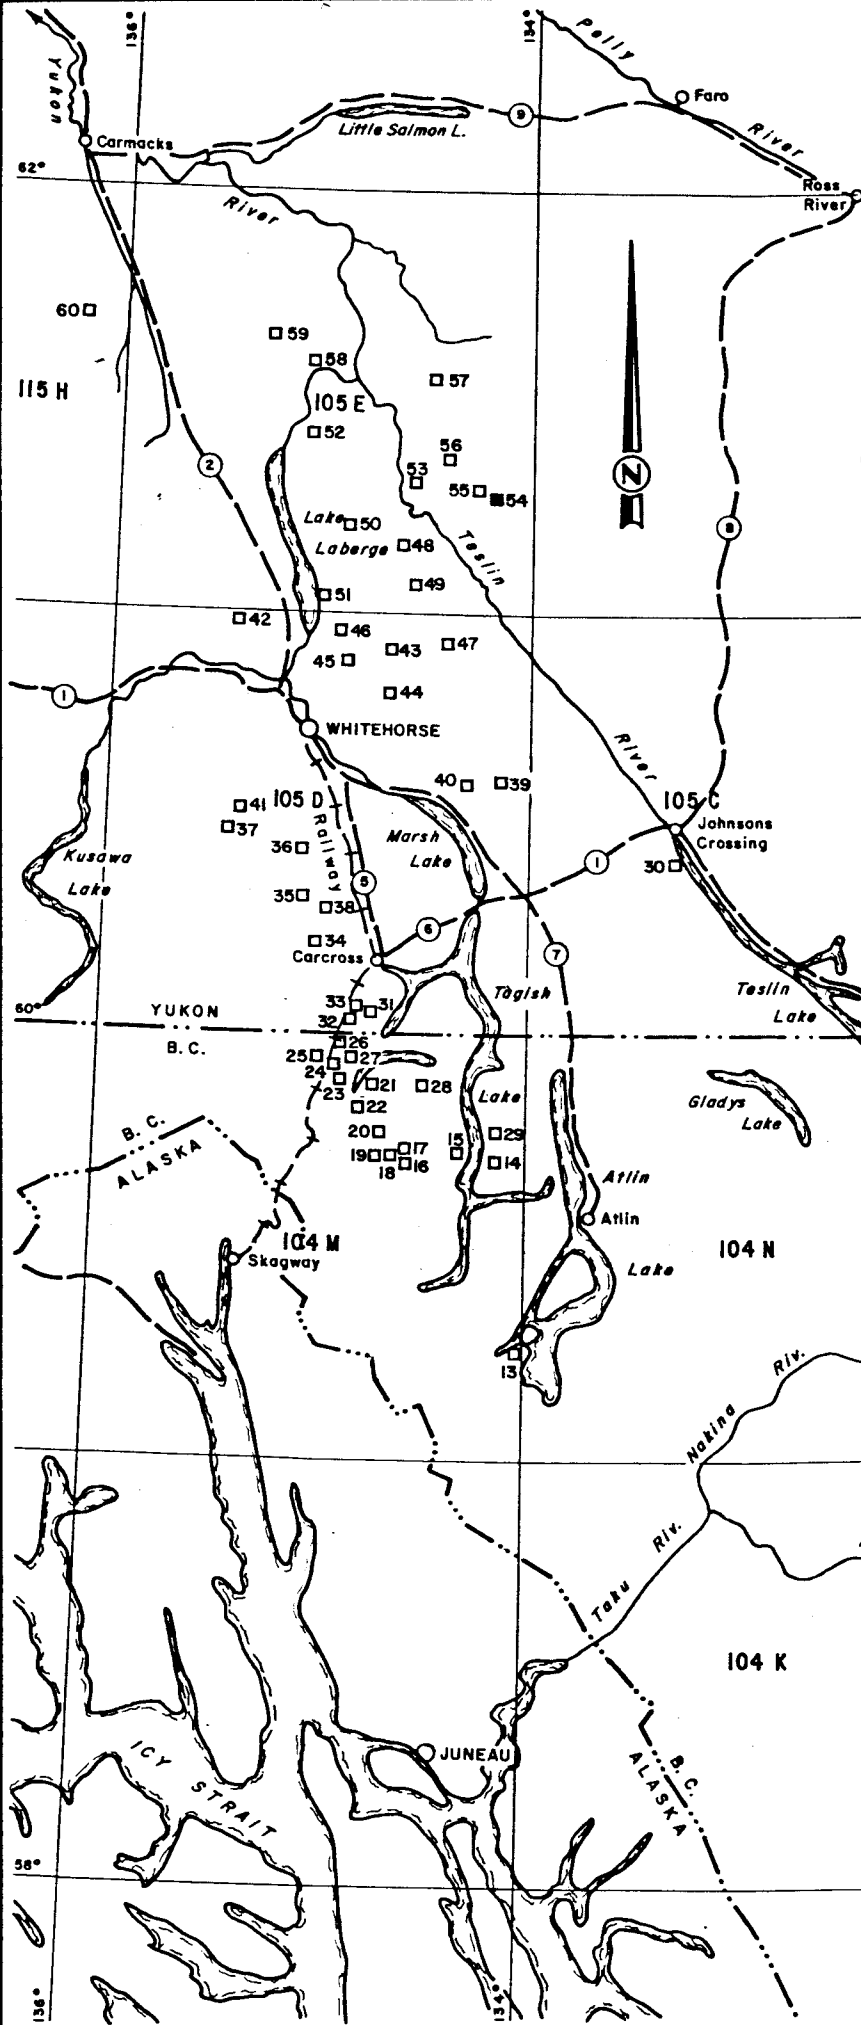 136°
134°
Pelly
Yukon
Faro
9
Carmacks
Little Salmon L.
River
62°
Ross
River
River
60
59
58
57
115 H
105 E
52
56
2
53
55
54
N
Lake
50
8
Laberge
48
Teslin
49
51
42
46
47
43
45
44
1
WHITEHORSE
River
40
39
41
105 D
105 C
37
Johnsons
Crossing
Railway
Marsh
Lake
36
Kusawa
Lake
1
30
5
35
38
6
34
Carcross
7
Tagish
Teslin
Lake
33
31
60°
YUKON
32
B.C.
26
25
27
24
23
21
28
Lake
Gladys
Lake
22
B.C.
ALASKA
20
17
15
29
19
18
16
14
Atlin
Atlin
104 M
104 N
Skagway
Lake
13
Nakina Riv.
Taku Riv.
104 K
JUNEAU
ICY STRAIT
B.C.
ALASKA
58°
136°
134°